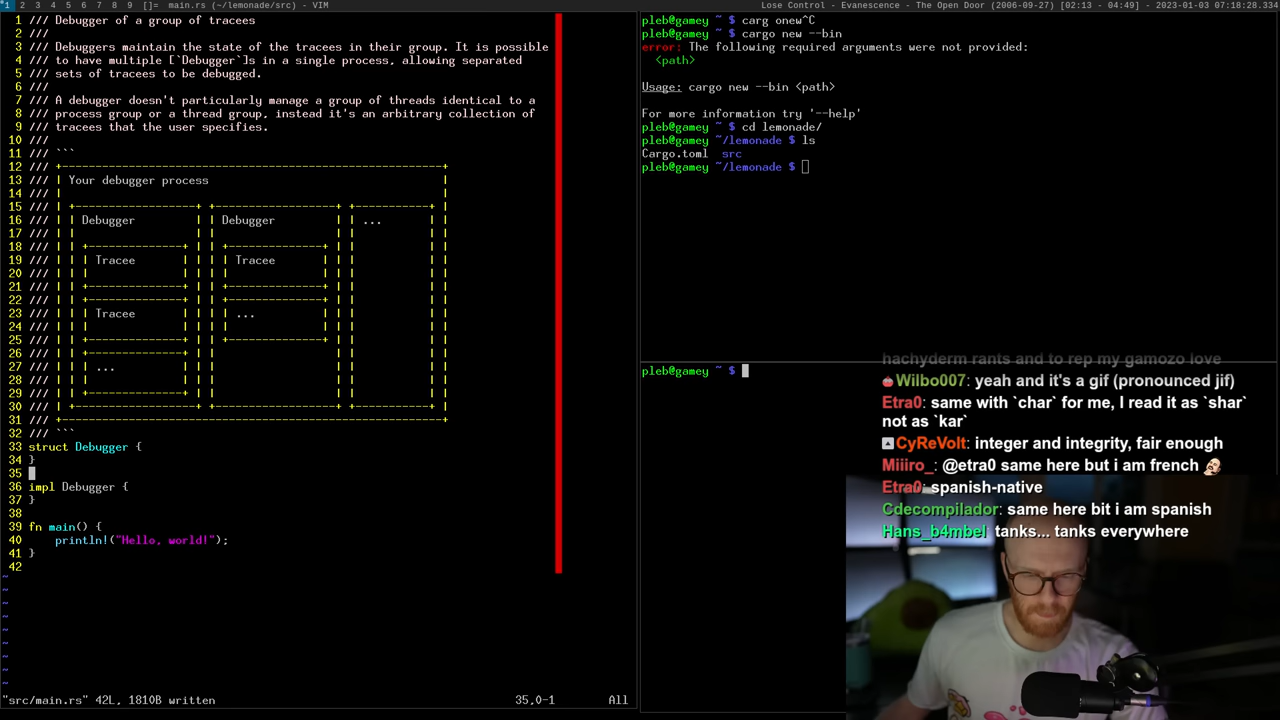 1 2 3 4 5 6 7 8 9 []= main.rs (~/lemonade/src) - VIM
Lose Control - Evanescence - The Open Door (2006-09-27) [02:13 - 04:49] - 2023-01-03 07:18:28.334
1 /// Debugger of a group of tracees
2 ///
3 /// Debuggers maintain the state of the tracees in their group. It is possible
4 /// to have multiple [`Debugger`]s in a single process, allowing separated
5 /// sets of tracees to be debugged.
6 ///
7 /// A debugger doesn't particularly manage a group of threads identical to a
8 /// process group or a thread group, instead it's an arbitrary collection of
9 /// tracees that the user specifies.
10 ///
11 /// ```
12 /// +---------------------------------------------------------+
13 /// | Your debugger process                                   |
14 /// |                                                         |
15 /// | +------------------+ +------------------+ +-----------+ |
16 /// | | Debugger         | | Debugger         | | ...       | |
17 /// | |                  | |                  | |           | |
18 /// | | +--------------+ | | +--------------+ | |           | |
19 /// | | | Tracee       | | | | Tracee       | | |           | |
20 /// | | |              | | | |              | | |           | |
21 /// | | +--------------+ | | +--------------+ | |           | |
22 /// | | +--------------+ | | +--------------+ | |           | |
23 /// | | | Tracee       | | | | ...          | | |           | |
24 /// | | |              | | | |              | | |           | |
25 /// | | +--------------+ | | +--------------+ | |           | |
26 /// | | +--------------+ | |                  | |           | |
27 /// | | | ...          | | |                  | |           | |
28 /// | | |              | | |                  | |           | |
29 /// | | +--------------+ | |                  | |           | |
30 /// | +------------------+ +------------------+ +-----------+ |
31 /// +---------------------------------------------------------+
32 /// ```
33 struct Debugger {
34 }
35
36 impl Debugger {
37 }
38
39 fn main() {
40     println!("Hello, world!");
41 }
42
~
~
~
~
~
~
~
~
"src/main.rs" 42L, 1810B written 35,0-1 All
pleb@gamey ~ $ carg onew^C
pleb@gamey ~ $ cargo new --bin
error: The following required arguments were not provided:
  <path>
Usage: cargo new --bin <path>
For more information try '--help'
pleb@gamey ~ $ cd lemonade/
pleb@gamey ~/lemonade $ ls
Cargo.toml  src
pleb@gamey ~/lemonade $
pleb@gamey ~ $
hachyderm rants and to rep my gamozo love
Wilbo007: yeah and it's a gif (pronounced jif)
Etra0: same with `char` for me, I read it as `shar`
not as `kar`
CyReVolt: integer and integrity, fair enough
Miiiro_: @etra0 same here but i am french
Etra0: spanish-native
Cdecompilador: same here bit i am spanish
Hans_b4mbel tanks... tanks everywhere